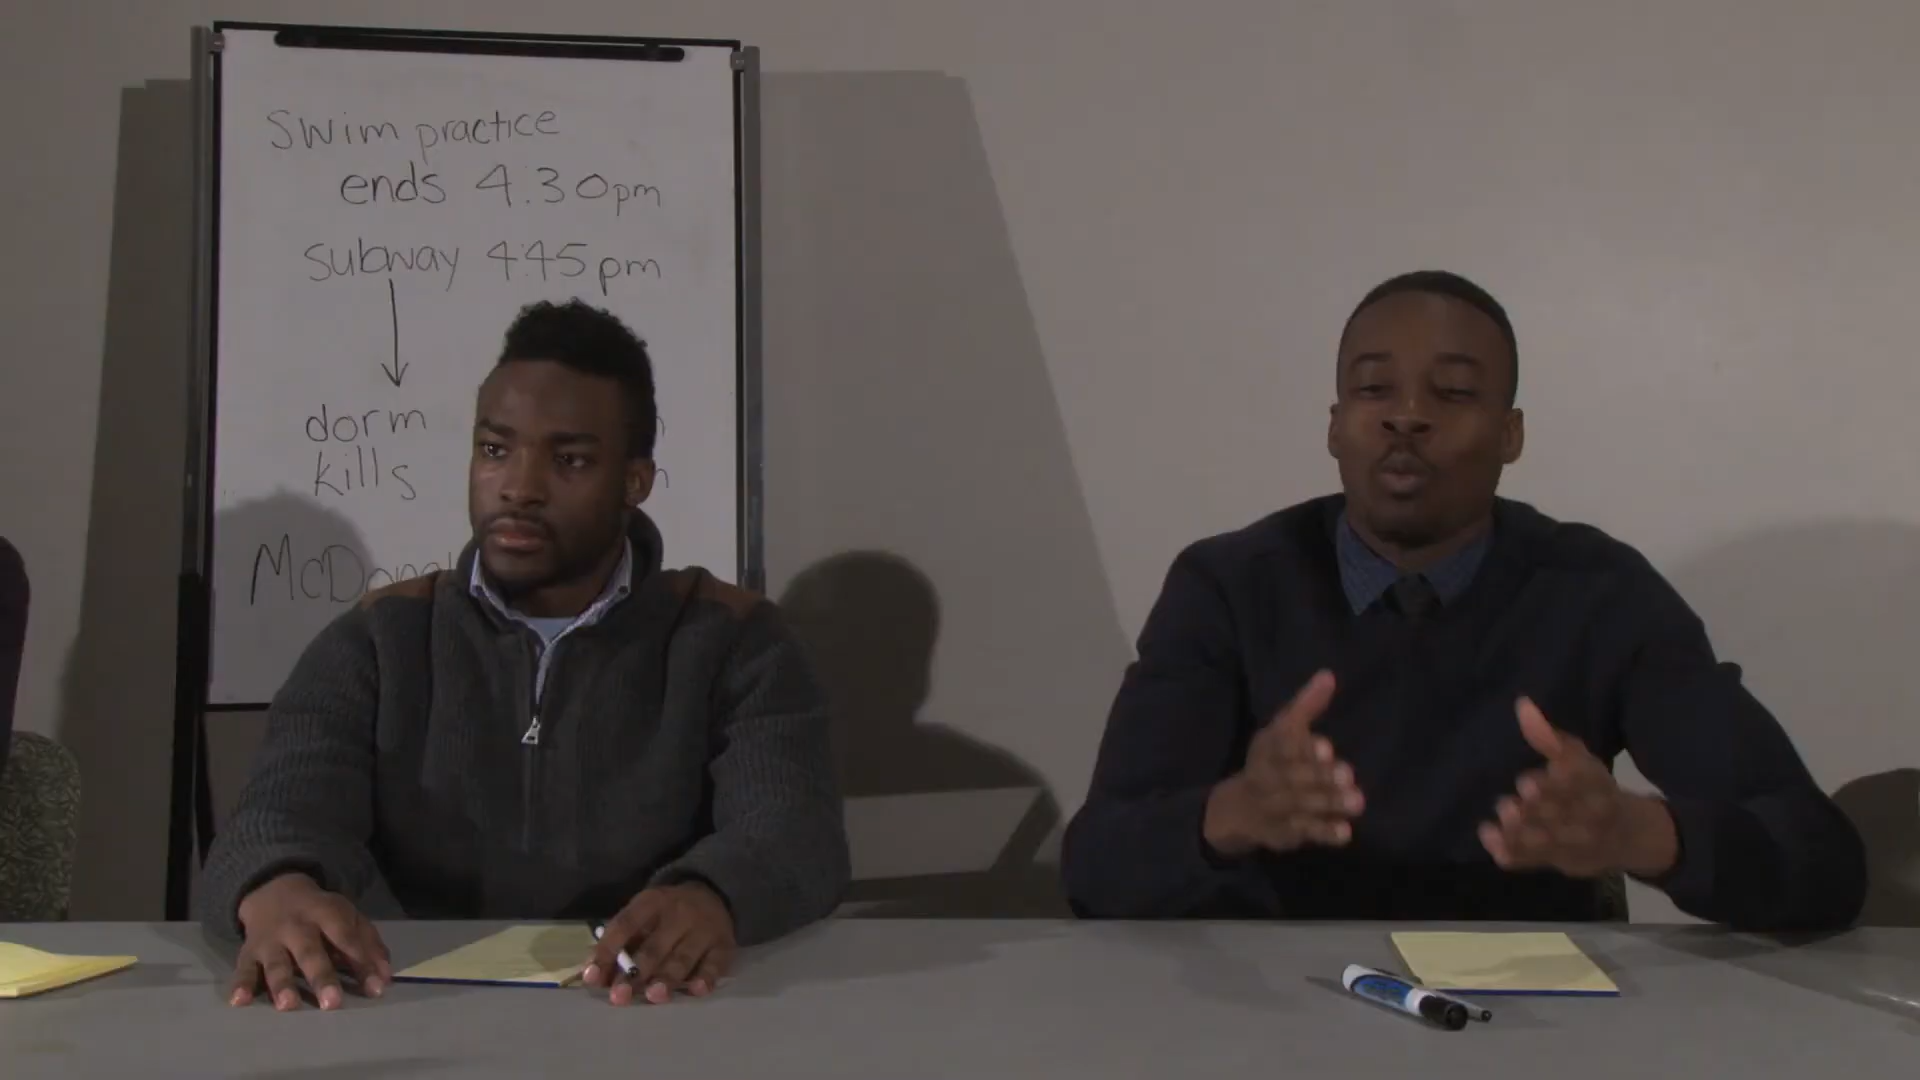 Swim practice
ends 4:30pm
subway 4:45pm
dorm
kills